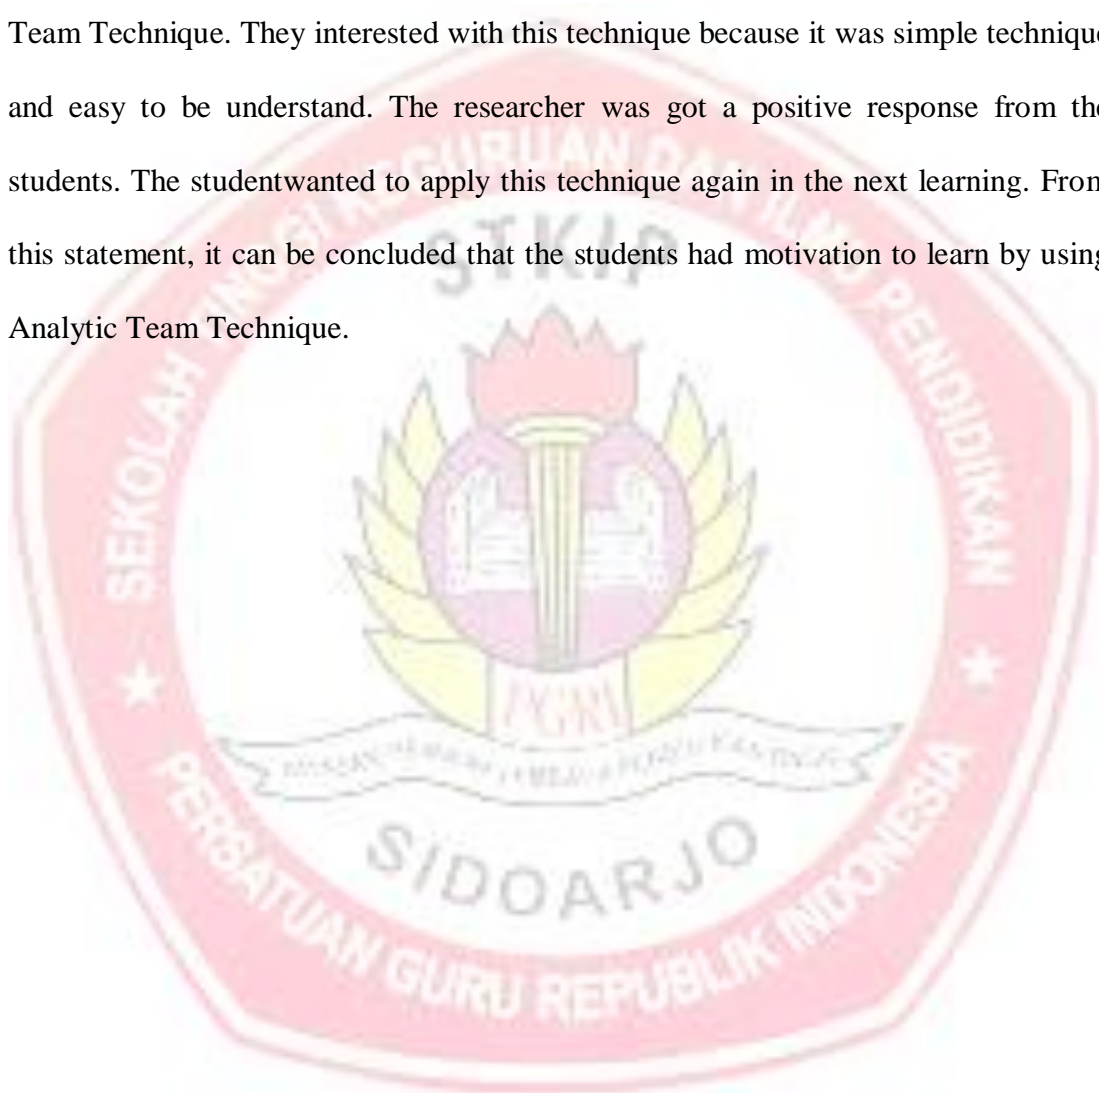 Team Technique. They interested with this technique because it was simple technique
and easy to be understand. The researcher was got a positive response from the
students. The studentwanted to apply this technique again in the next learning. From
this statement, it can be concluded that the students had motivation to learn by using
Analytic Team Technique.
SEKOLAH TINGGI KEGURUAN DAN ILMU PENDIDIKAN
STKIP
PGRI
SIDOARJO
PERSATUAN GURU REPUBLIK INDONESIA